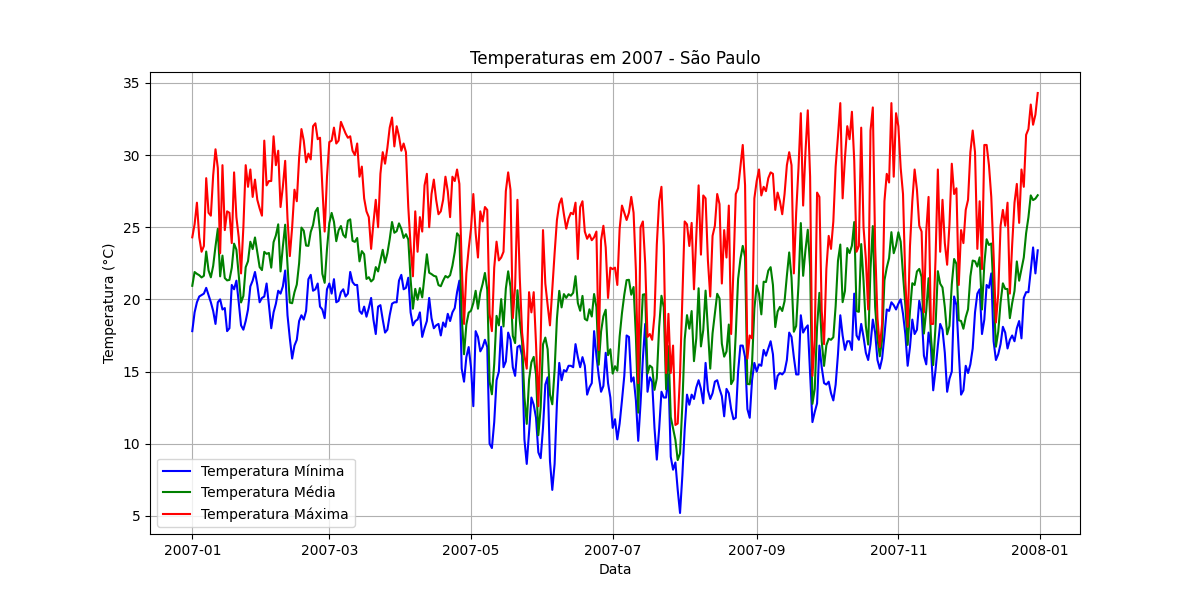 Temperaturas em 2007 - São Paulo
Temperatura (°C)
35
30
25
20
15
10
5
Temperatura Mínima
Temperatura Média
Temperatura Máxima
2007-01
2007-03
2007-05
2007-07
2007-09
2007-11
2008-01
Data